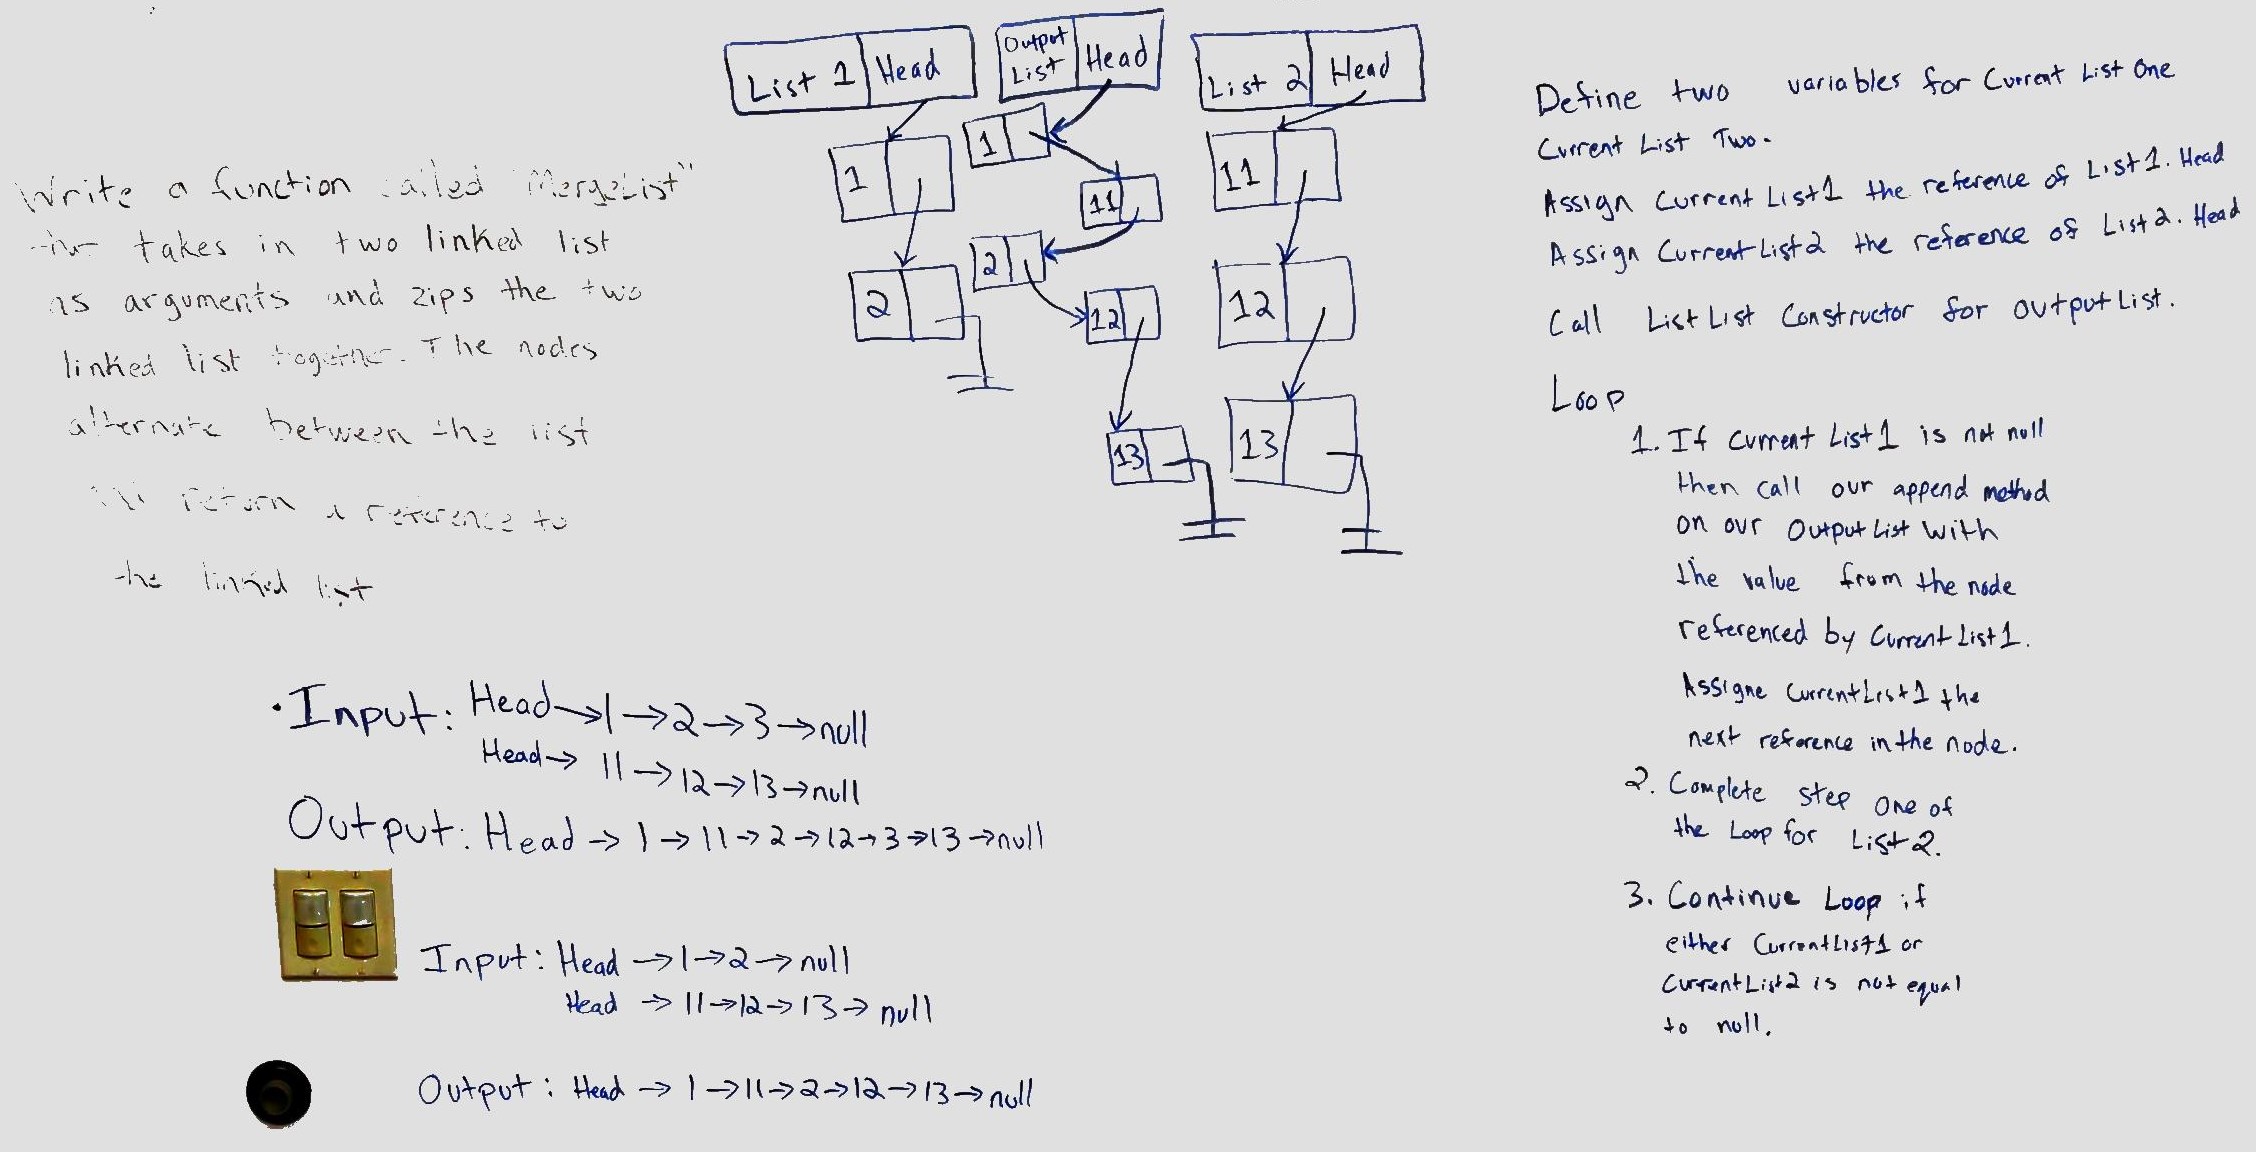 Write a function called "MergeList"
takes in two linked list
as arguments and zips the two
linked list together. The nodes
alternate between the list
return a reference to
the linked list
List 1 Head
Output List Head
List 2 Head
1
1
11
11
2
2
12
12
13
13
• Input: Head→1→2→3→null
Head→ 11→12→13→null
Output: Head→1→11→2→12→3→13→null
Input: Head→1→2→null
Head→11→12→13→null
Output: Head→1→11→2→12→13→null
Define two variables for Current List One
Current List Two.
Assign Current List1 the reference of List1. Head
Assign Current List2 the reference of List2. Head
Call ListList Constructor for outputList.
Loop
1. If Current List1 is not null
then call our append method
on our Output List with
the value from the node
referenced by Current List1.
Assigne CurrentList1 the
next reference in the node.
2. Complete step one of
the Loop for List2.
3. Continue Loop if
either CurrentList1 or
CurrentList2 is not equal
to null.